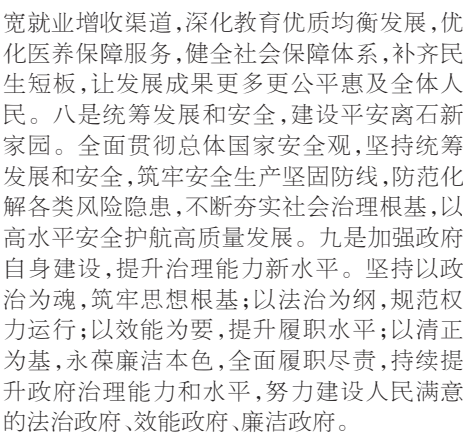 宽就业增收渠道,深化教育优质均衡发展,优
化医养保障服务,健全社会保障体系,补齐民
生短板,让发展成果更多更公平惠及全体人
民。八是统筹发展和安全,建设平安离石新
家园。全面贯彻总体国家安全观,坚持统筹
发展和安全,筑牢安全生产坚固防线,防范化
解各类风险隐患,不断夯实社会治理根基,以
高水平安全护航高质量发展。九是加强政府
自身建设,提升治理能力新水平。坚持以政
治为魂,筑牢思想根基;以法治为纲,规范权
力运行;以效能为要,提升履职水平;以清正
为基,永葆廉洁本色,全面履职尽责,持续提
升政府治理能力和水平,努力建设人民满意
的法治政府、效能政府、廉洁政府。